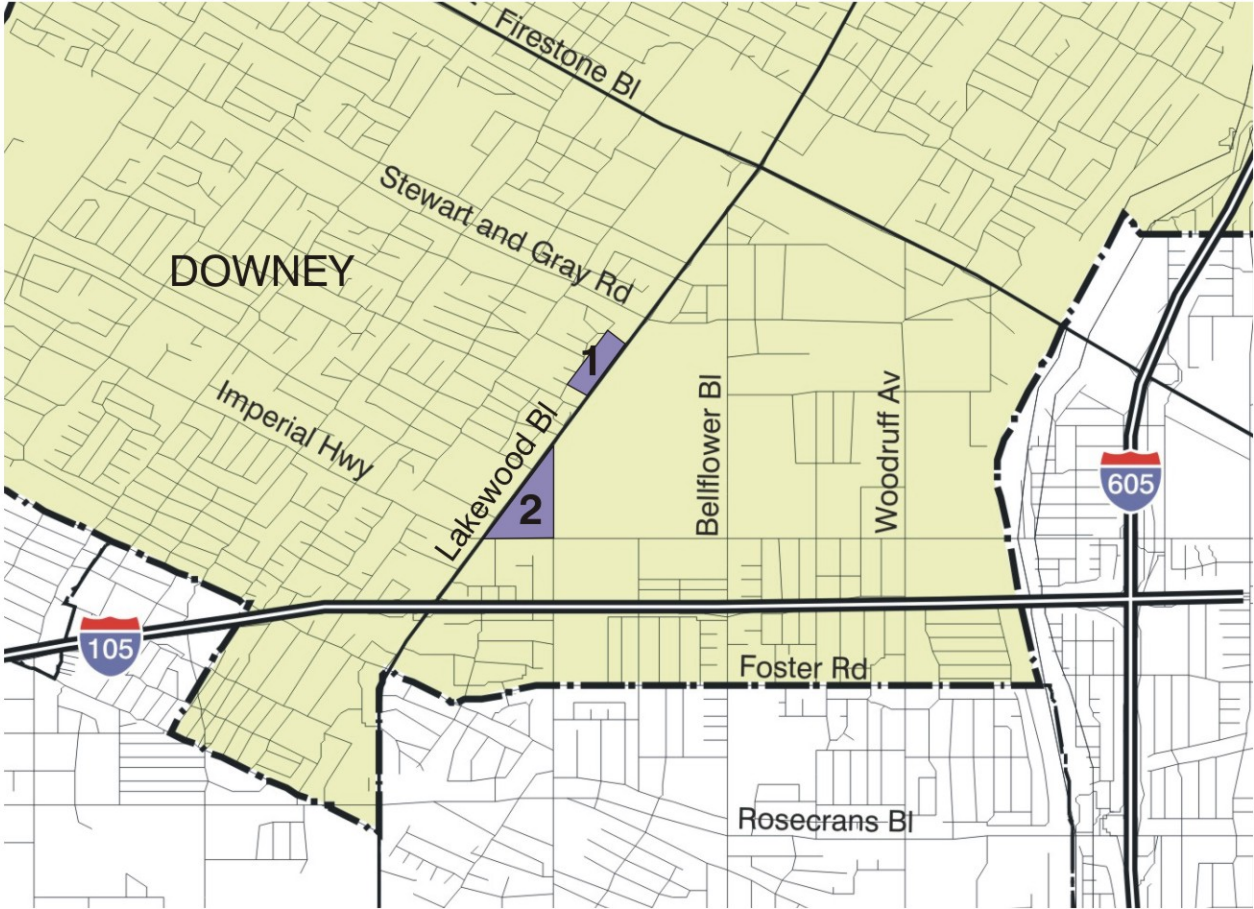 Firestone Bl
Stewart and Gray Rd
DOWNEY
1
Imperial Hwy
Lakewood Bl
Bellflower Bl
Woodruff Av
2
605
105
Foster Rd
Rosecrans Bl